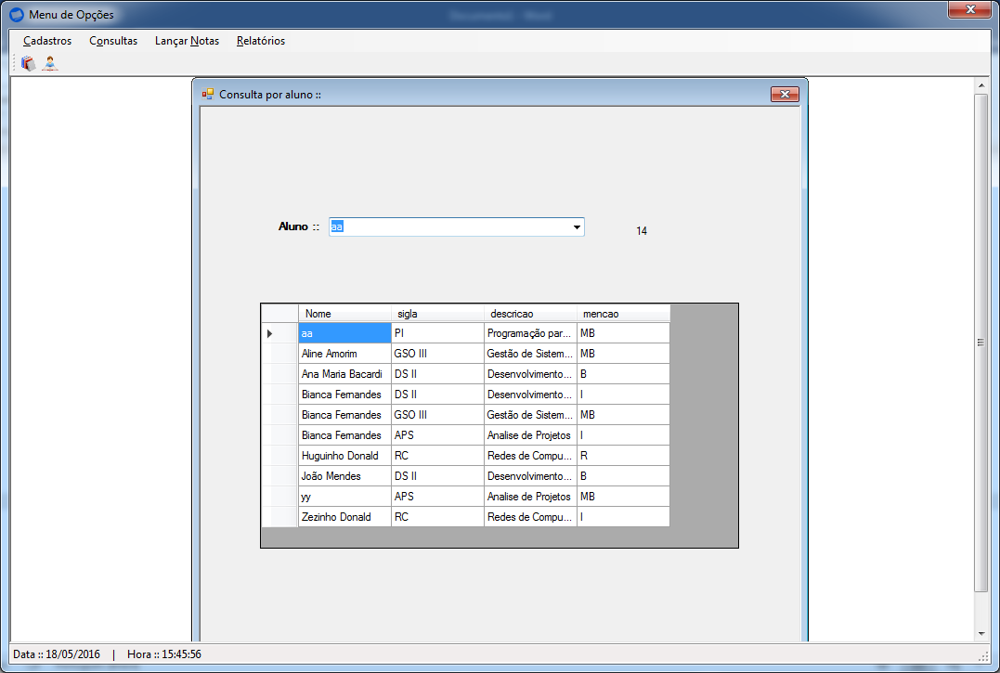 Menu de Opções
Cadastros Consultas Lançar Notas Relatórios
Consulta por aluno ::
Aluno :: aa 14
Nome sigla descricao mencao
aa PI Programação par... MB
Aline Amorim GSO III Gestão de Sistem... MB
Ana Maria Bacardi DS II Desenvolvimento... B
Bianca Fernandes DS II Desenvolvimento... I
Bianca Fernandes GSO III Gestão de Sistem... MB
Bianca Fernandes APS Analise de Projetos I
Huguinho Donald RC Redes de Compu... R
João Mendes DS II Desenvolvimento... B
yy APS Analise de Projetos MB
Zezinho Donald RC Redes de Compu... I
Data :: 18/05/2016 | Hora :: 15:45:56